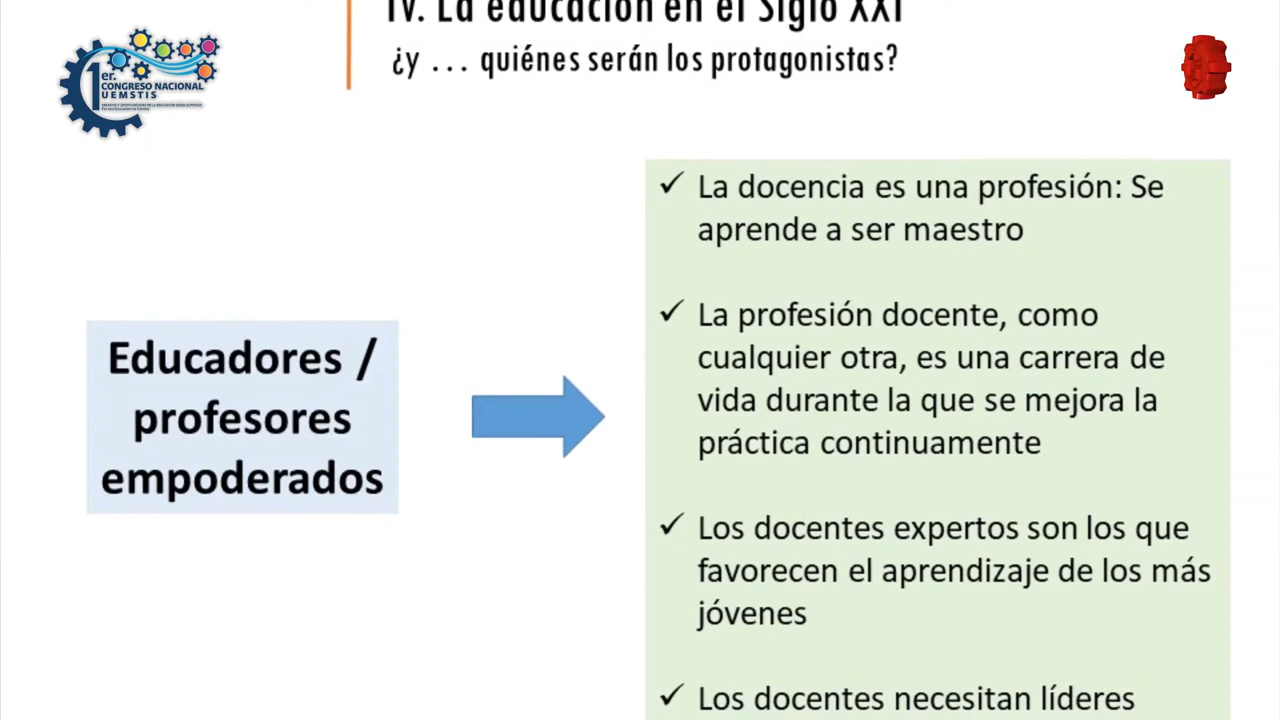 IV. La educación en el Siglo XXI
¿y ... quiénes serán los protagonistas?
1er.
CONGRESO NACIONAL
UEMSTIS
Educadores /
profesores
empoderados
✓ La docencia es una profesión: Se
aprende a ser maestro
✓ La profesión docente, como
cualquier otra, es una carrera de
vida durante la que se mejora la
práctica continuamente
✓ Los docentes expertos son los que
favorecen el aprendizaje de los más
jóvenes
✓ Los docentes necesitan líderes